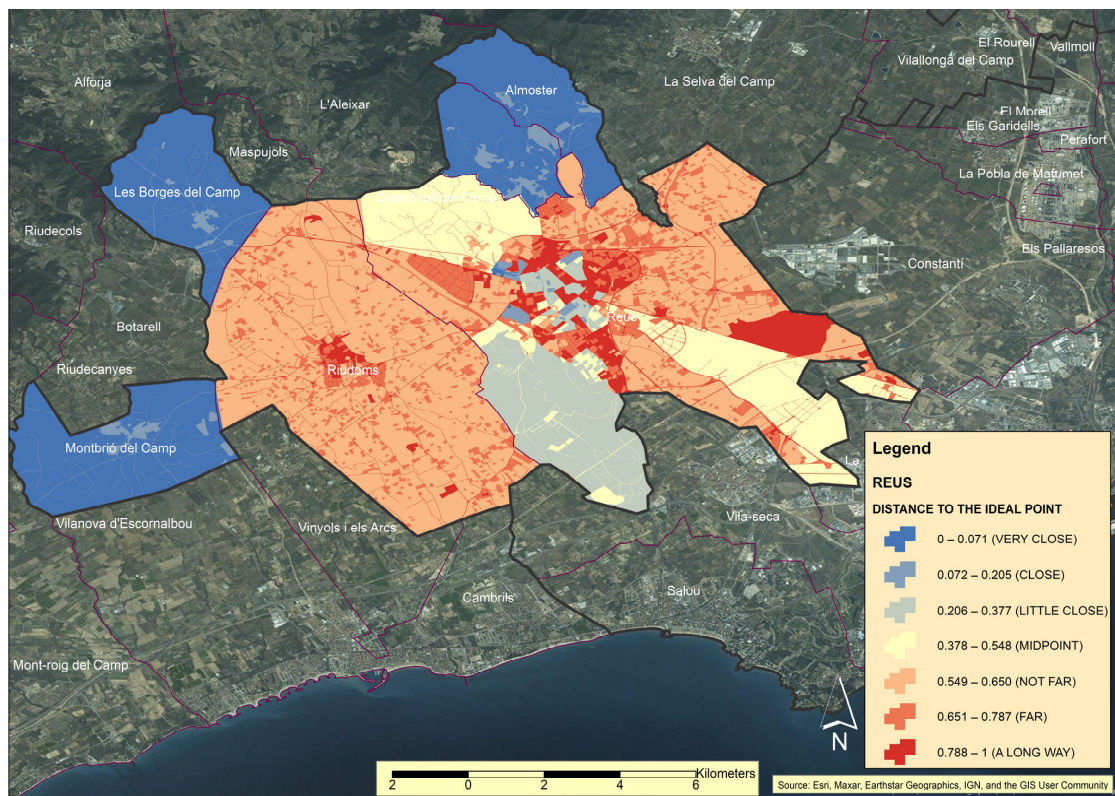 El Rourell
Vallmoll
Vilallonga del Camp
Alforja
La Selva del Camp
Almoster
L'Aleixar
El Morell
Els Garidells
Perafort
Maspujols
La Pobla de Mafumet
Les Borges del Camp
Riudecols
Els Pallaresos
Constantí
Botarell
Reus
Riudecanyes
Riudoms
Montbrió del Camp
La
Vilanova d'Escornalbou
Vinyols i els Arcs
Vila-seca
Cambrils
Salou
Mont-roig del Camp
Legend
REUS
DISTANCE TO THE IDEAL POINT
0 – 0.071 (VERY CLOSE)
0.072 – 0.205 (CLOSE)
0.206 – 0.377 (LITTLE CLOSE)
0.378 – 0.548 (MIDPOINT)
0.549 – 0.650 (NOT FAR)
0.651 – 0.787 (FAR)
0.788 – 1 (A LONG WAY)
N
Kilometers
2 0 2 4 6
Source: Esri, Maxar, Earthstar Geographics, IGN, and the GIS User Community